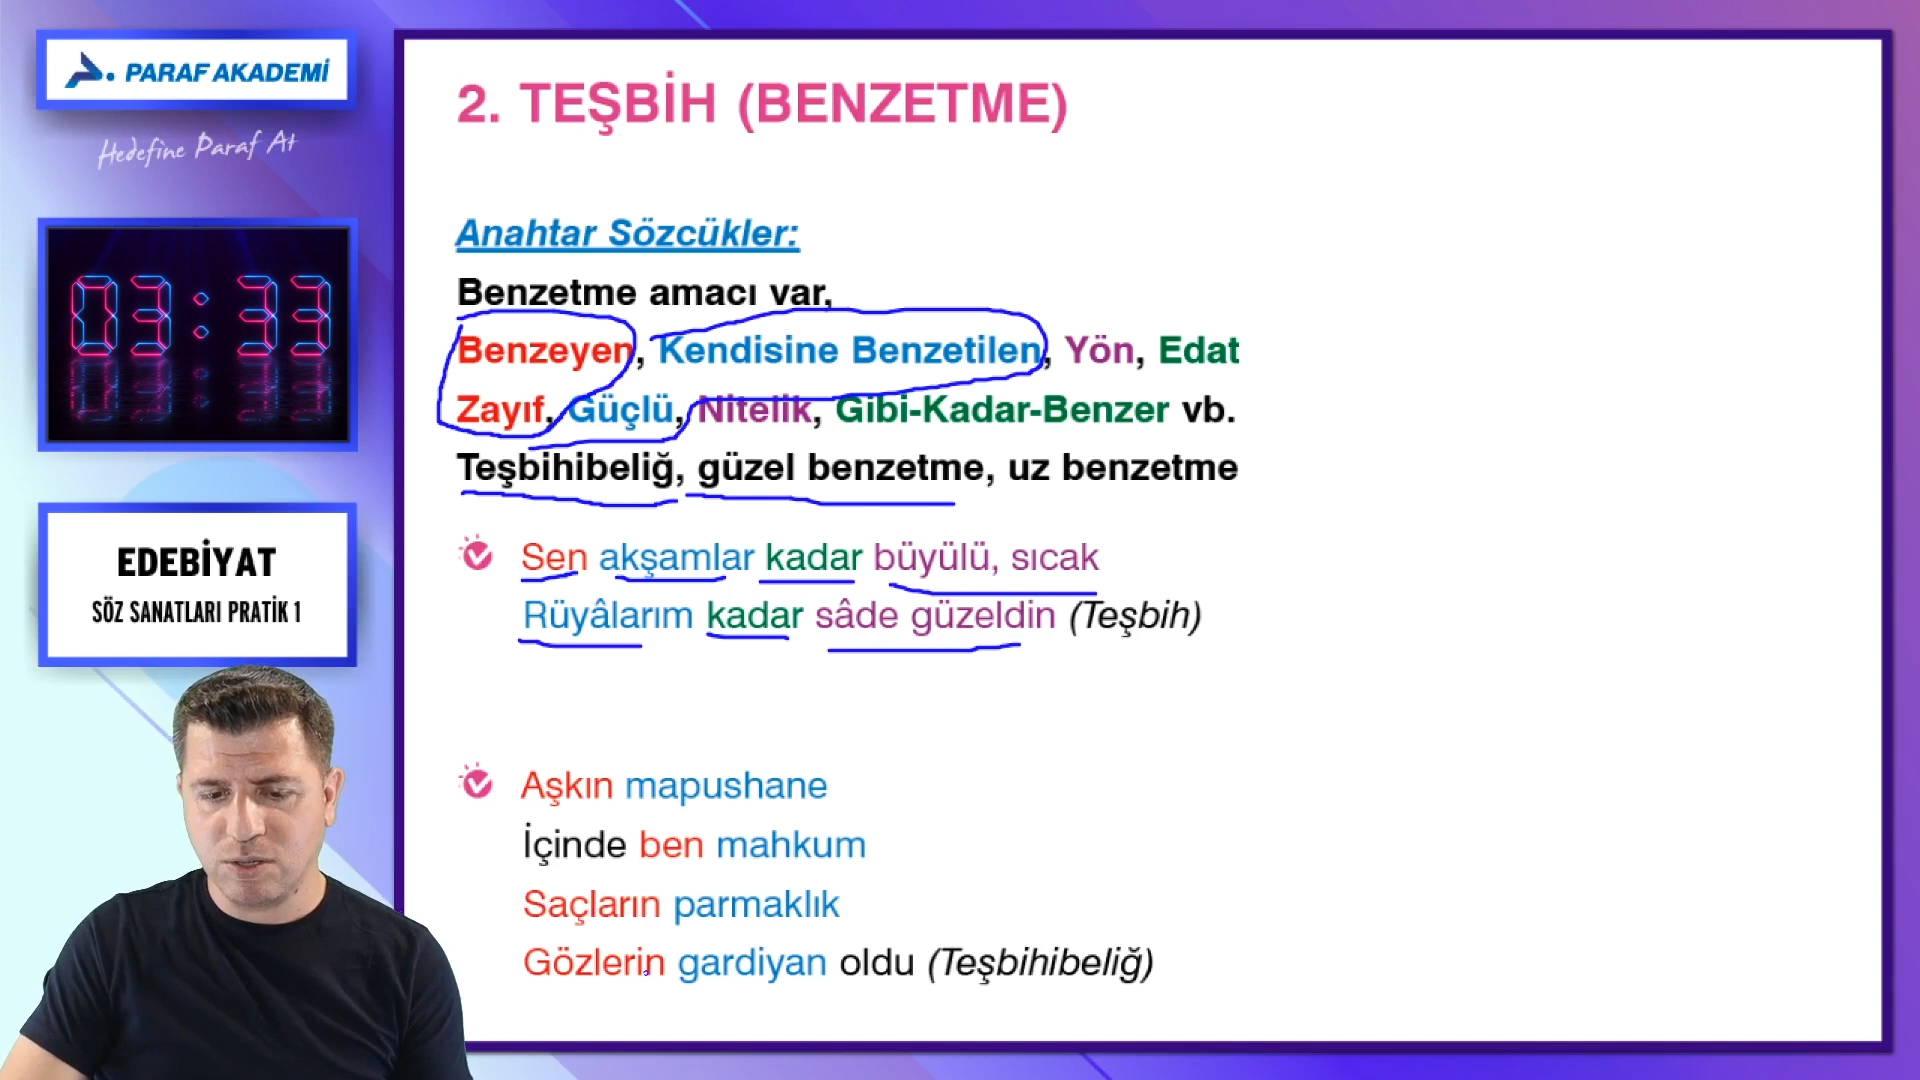 PARAF AKADEMİ
Hedefine Paraf At
03:33
EDEBİYAT
SÖZ SANATLARI PRATİK 1
2. TEŞBİH (BENZETME)
Anahtar Sözcükler:
Benzetme amacı var,
Benzeyen, Kendisine Benzetilen, Yön, Edat
Zayıf, Güçlü, Nitelik, Gibi-Kadar-Benzer vb.
Teşbihibeliğ, güzel benzetme, uz benzetme
Sen akşamlar kadar büyülü, sıcak
Rüyâlarım kadar sâde güzeldin (Teşbih)
Aşkın mapushane
İçinde ben mahkum
Saçların parmaklık
Gözlerin gardiyan oldu (Teşbihibeliğ)